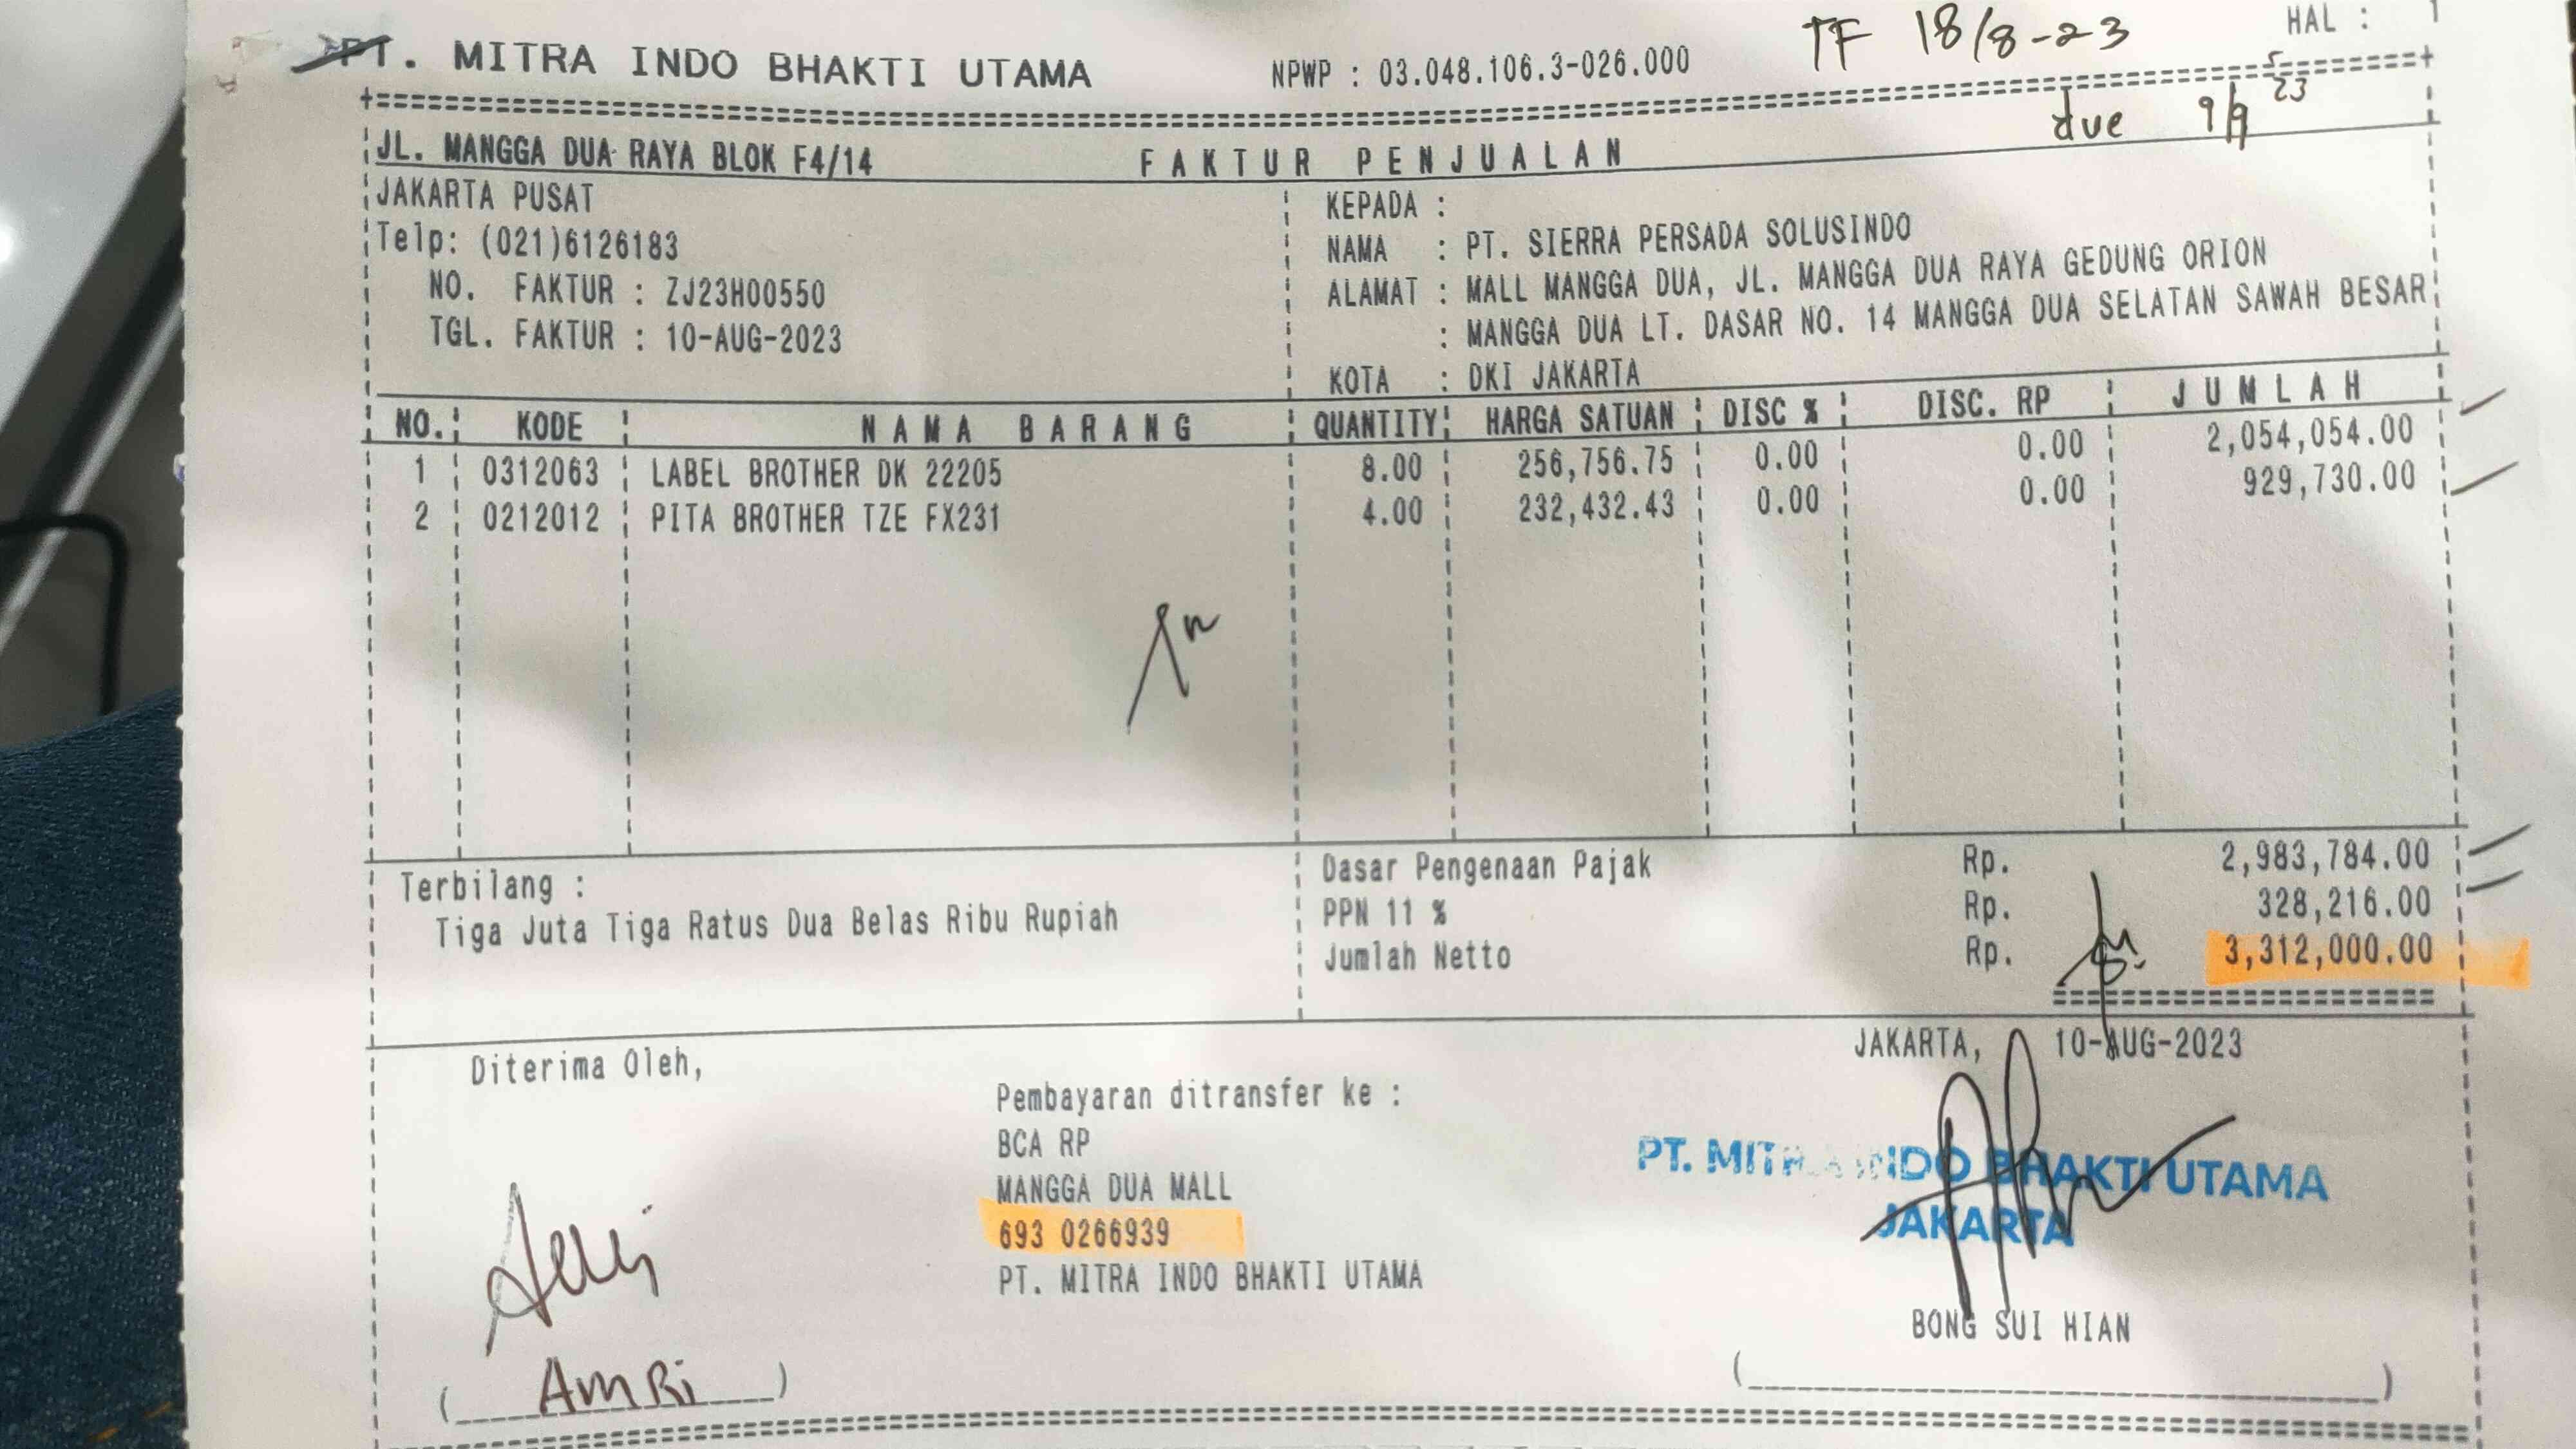 HAL : 1
TF 18/8-23
PT. MITRA INDO BHAKTI UTAMA NPWP : 03.048.106.3-026.000
due 9/9 23
JL. MANGGA DUA RAYA BLOK F4/14 FAKTUR PENJUALAN
JAKARTA PUSAT
Telp: (021)6126183
NO. FAKTUR : ZJ23H00550
TGL. FAKTUR : 10-AUG-2023
KEPADA :
NAMA : PT. SIERRA PERSADA SOLUSINDO
ALAMAT : MALL MANGGA DUA, JL. MANGGA DUA RAYA GEDUNG ORION
: MANGGA DUA LT. DASAR NO. 14 MANGGA DUA SELATAN SAWAH BESAR
KOTA : DKI JAKARTA
NO. KODE NAMA BARANG QUANTITY HARGA SATUAN DISC % DISC. RP JUMLAH
1 0312063 LABEL BROTHER DK 22205 8.00 256,756.75 0.00 0.00 2,054,054.00
2 0212012 PITA BROTHER TZE FX231 4.00 232,432.43 0.00 0.00 929,730.00
Terbilang :
Tiga Juta Tiga Ratus Dua Belas Ribu Rupiah
Dasar Pengenaan Pajak Rp. 2,983,784.00
PPN 11 % Rp. 328,216.00
Jumlah Netto Rp. 3,312,000.00
Diterima Oleh,
(AMRi)
Pembayaran ditransfer ke :
BCA RP
MANGGA DUA MALL
693 0266939
PT. MITRA INDO BHAKTI UTAMA
JAKARTA, 10-AUG-2023
PT. MITRA INDO BHAKTI UTAMA
JAKARTA
BONG SUI HIAN